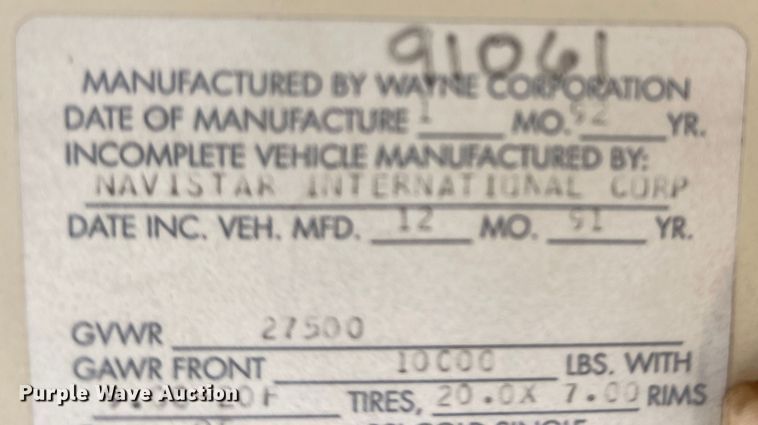 91061
MANUFACTURED BY WAYNE CORPORATION
DATE OF MANUFACTURE 1 MO. 92 YR.
INCOMPLETE VEHICLE MANUFACTURED BY:
NAVISTAR INTERNATIONAL CORP
DATE INC. VEH. MFD. 12 MO. 91 YR.
GVWR 27500
GAWR FRONT 10000 LBS. WITH
TIRES, 20.0X 7.00 RIMS
Purple Wave Auction